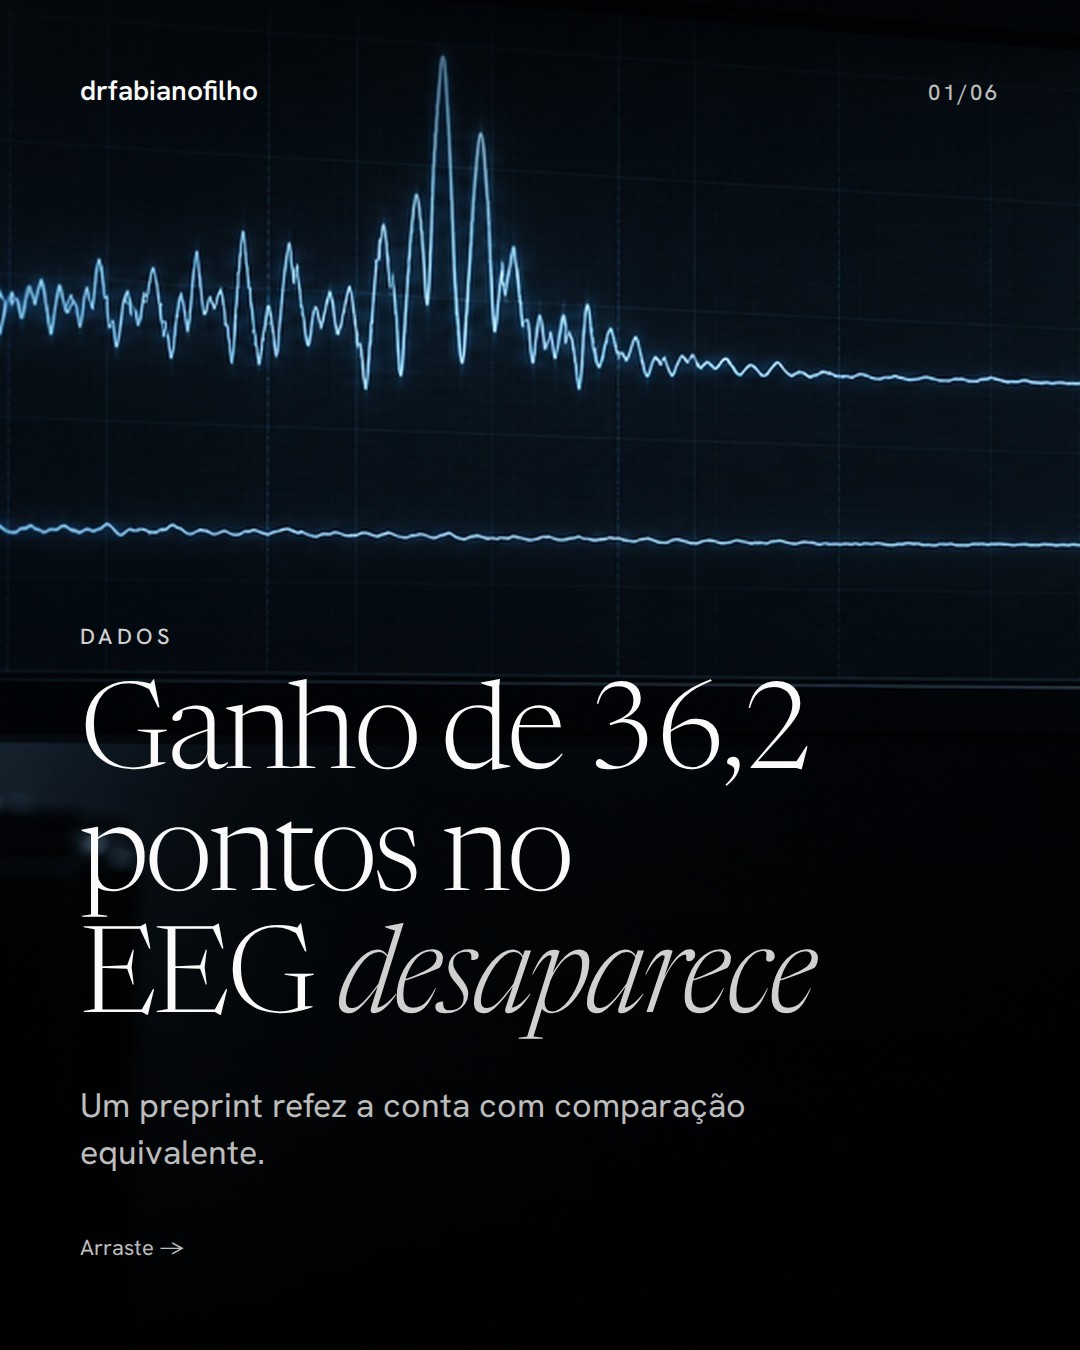 drfabianofilho
01/06
DADOS
Ganho de 36,2
pontos no
EEG desaparece
Um preprint refez a conta com comparação
equivalente.
Arraste →